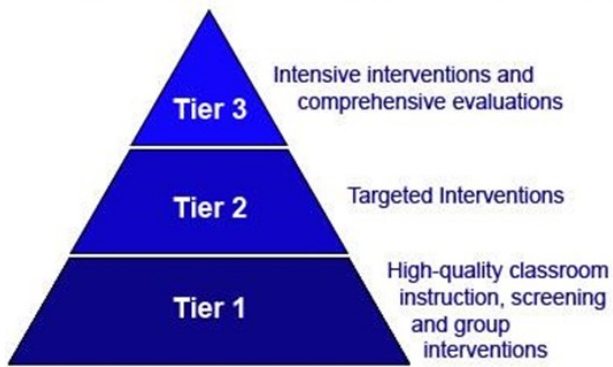 Tier 3
Intensive interventions and
comprehensive evaluations
Tier 2
Targeted Interventions
Tier 1
High-quality classroom
instruction, screening
and group
interventions